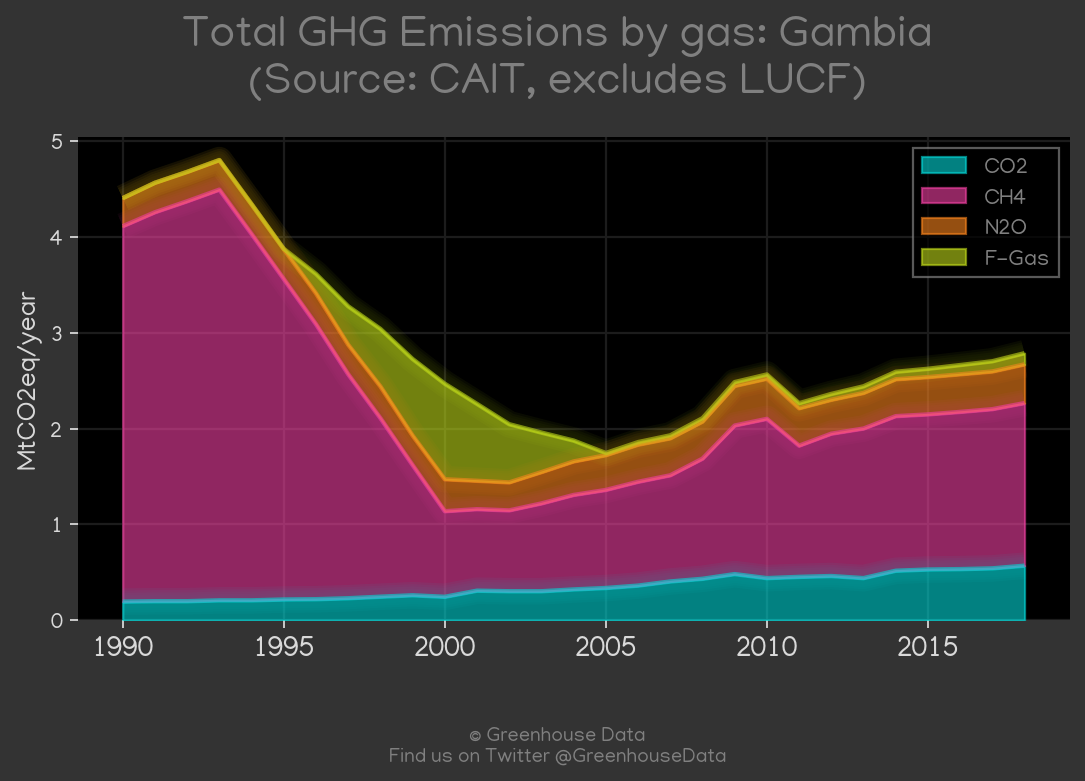 Total GHG Emissions by gas: Gambia
(Source: CAIT, excludes LUCF)
5
4
3
2
1
0
MtCO2eq/year
CO2
CH4
N2O
F-Gas
1990 1995 2000 2005 2010 2015
© Greenhouse Data
Find us on Twitter @GreenhouseData